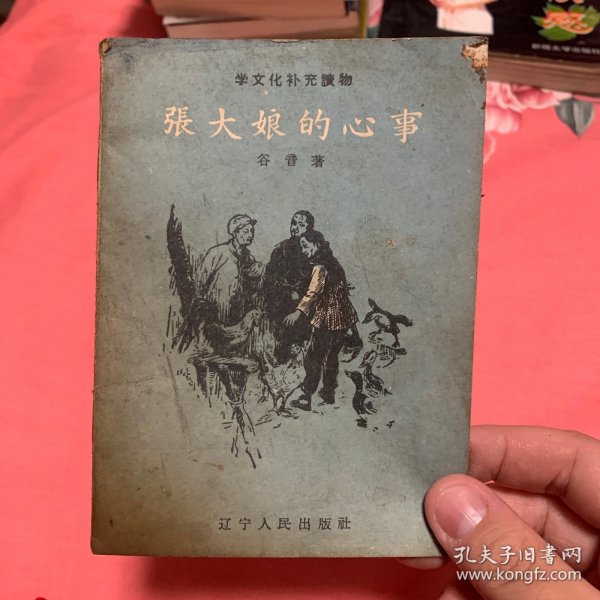 学文化补充讀物
張大娘的心事
谷音 著
辽宁人民出版社
孔夫子旧书网
www.kongfz.com